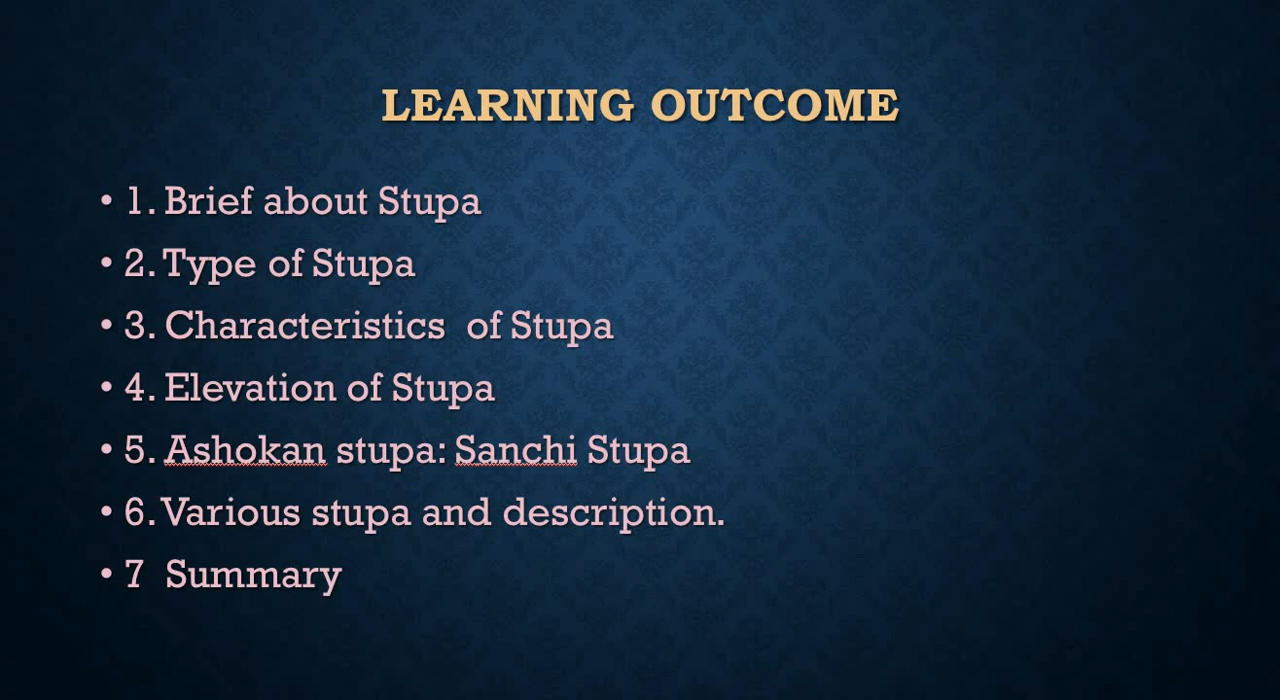 LEARNING OUTCOME
• 1. Brief about Stupa
• 2. Type of Stupa
• 3. Characteristics  of Stupa
• 4. Elevation of Stupa
• 5. Ashokan stupa: Sanchi Stupa
• 6. Various stupa and description.
• 7  Summary